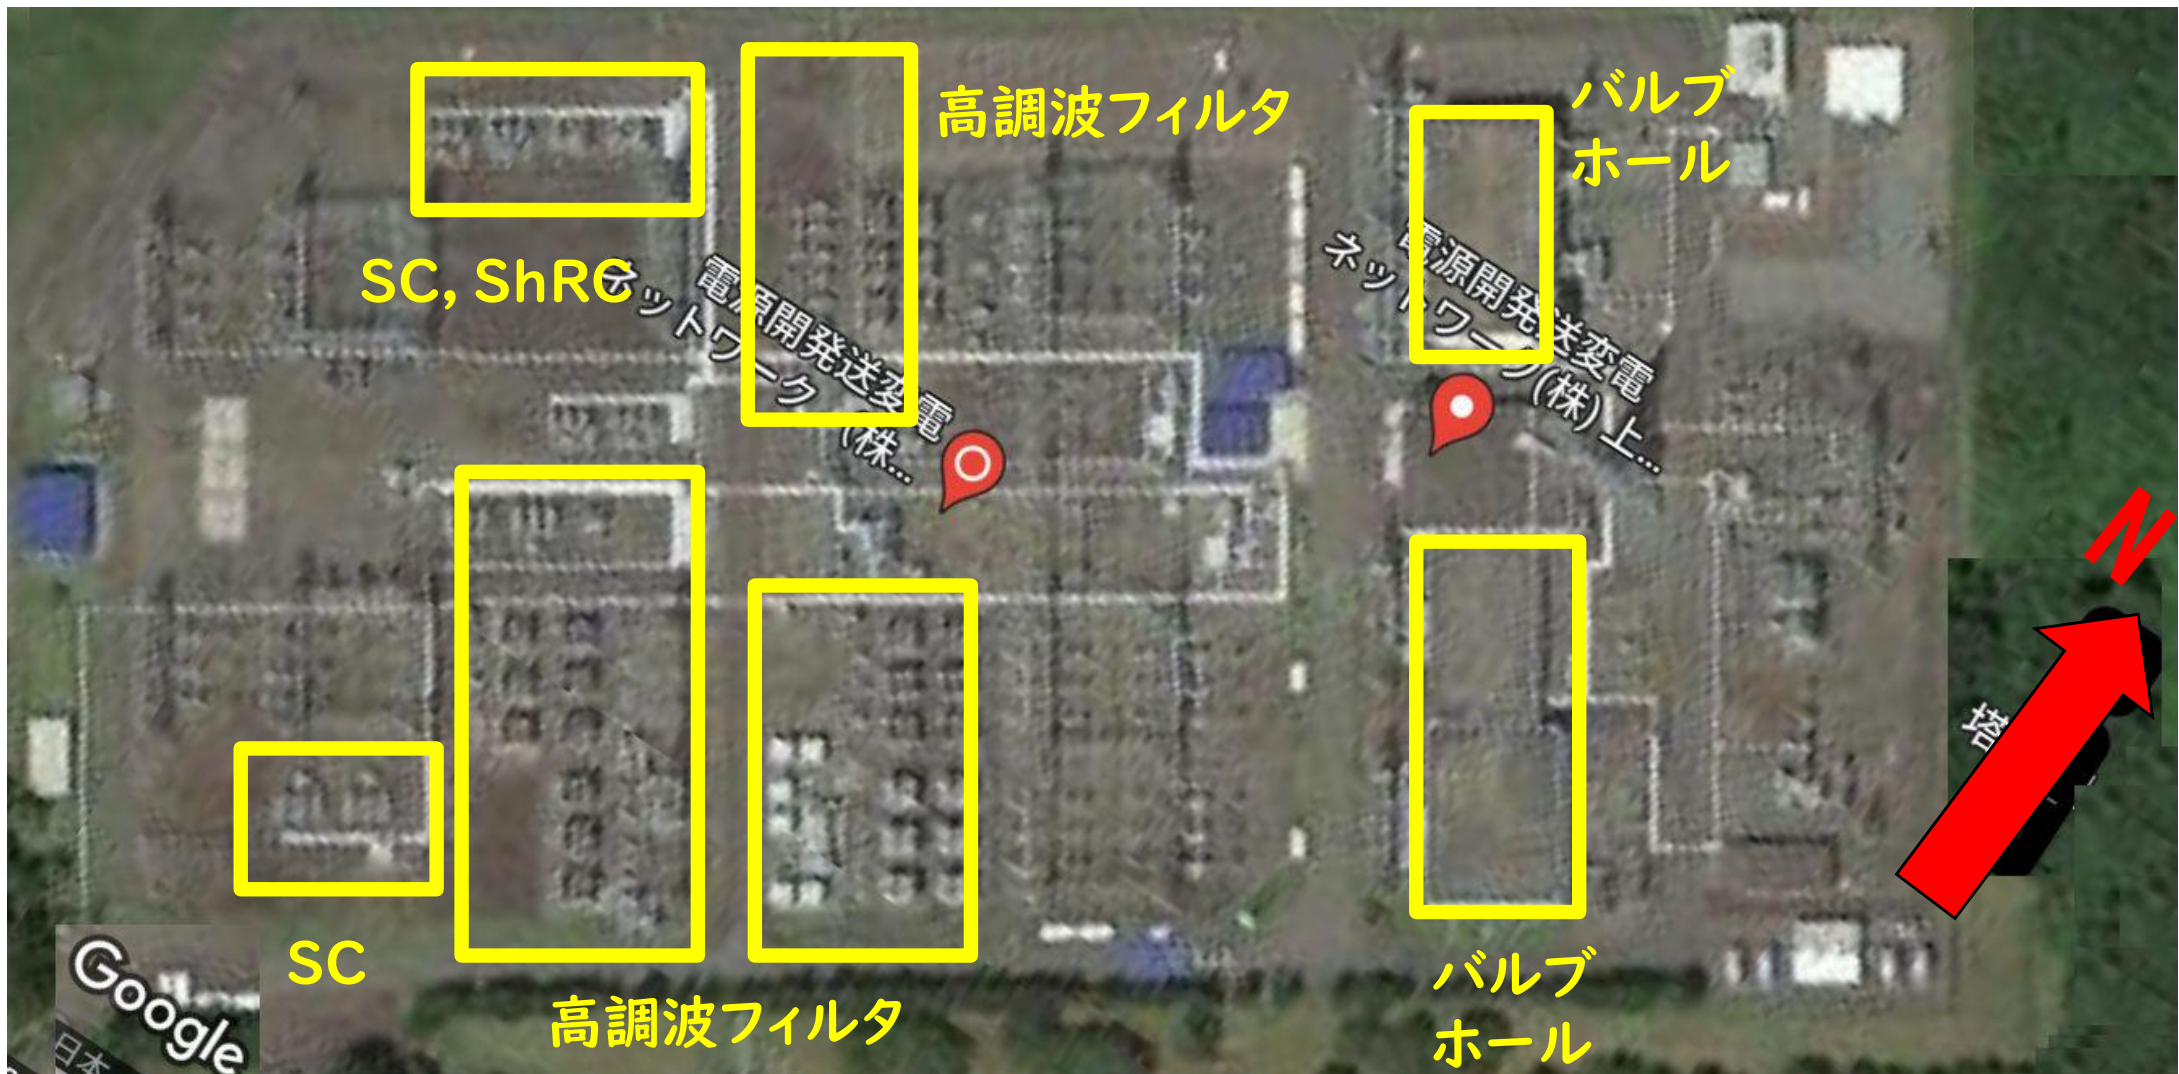 高調波フィルタ
バルブ
ホール
SC, ShRC
電源開発送変電
ネットワーク (株...
電源開発送変電
ネットワーク(株) 上...
N
塔
SC
高調波フィルタ
バルブ
ホール
Google
日本